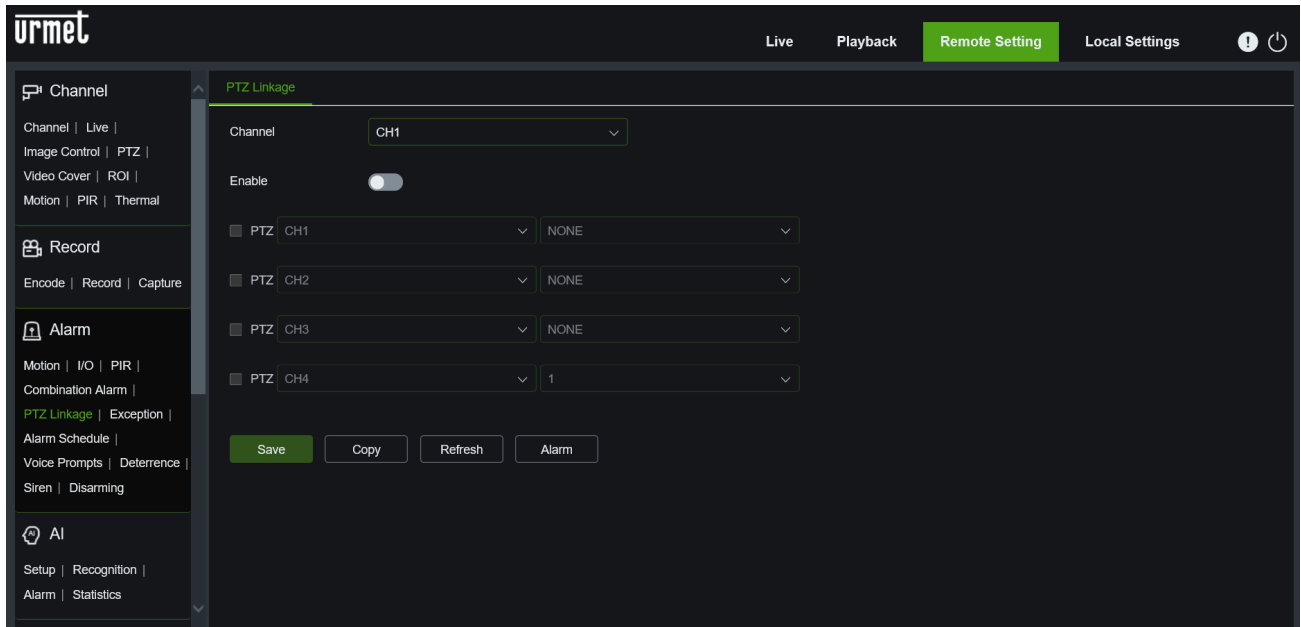 urmet
Live Playback Remote Setting Local Settings
Channel
Channel | Live |
Image Control | PTZ |
Video Cover | ROI |
Motion | PIR | Thermal
Record
Encode | Record | Capture
Alarm
Motion | I/O | PIR |
Combination Alarm |
PTZ Linkage | Exception |
Alarm Schedule |
Voice Prompts | Deterrence |
Siren | Disarming
AI
Setup | Recognition |
Alarm | Statistics
PTZ Linkage
Channel CH1
Enable
PTZ CH1 NONE
PTZ CH2 NONE
PTZ CH3 NONE
PTZ CH4 1
Save Copy Refresh Alarm